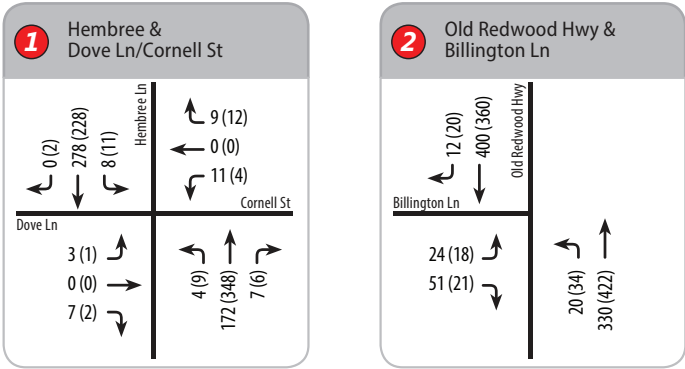 1
Hembree &
Dove Ln/Cornell St
0 (2)
278 (228)
8 (11)
Hembree Ln
9 (12)
0 (0)
11 (4)
Cornell St
Dove Ln
3 (1)
0 (0)
7 (2)
4 (9)
172 (348)
7 (6)
2
Old Redwood Hwy &
Billington Ln
12 (20)
400 (360)
Old Redwood Hwy
Billington Ln
24 (18)
51 (21)
20 (34)
330 (422)